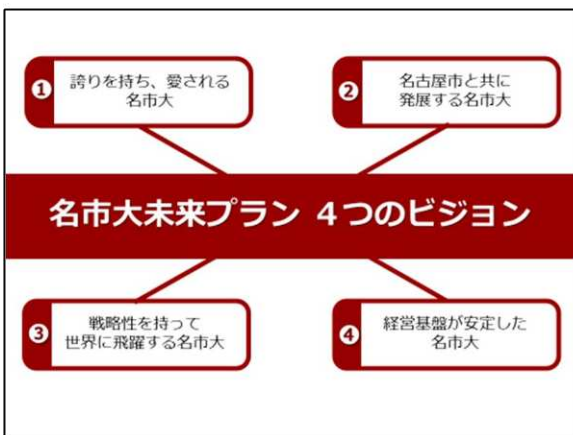 ❶
誇りを持ち、愛される
名市大
❷
名古屋市と共に
発展する名市大
名市大未来プラン ４つのビジョン
❸
戦略性を持って
世界に飛躍する名市大
❹
経営基盤が安定した
名市大